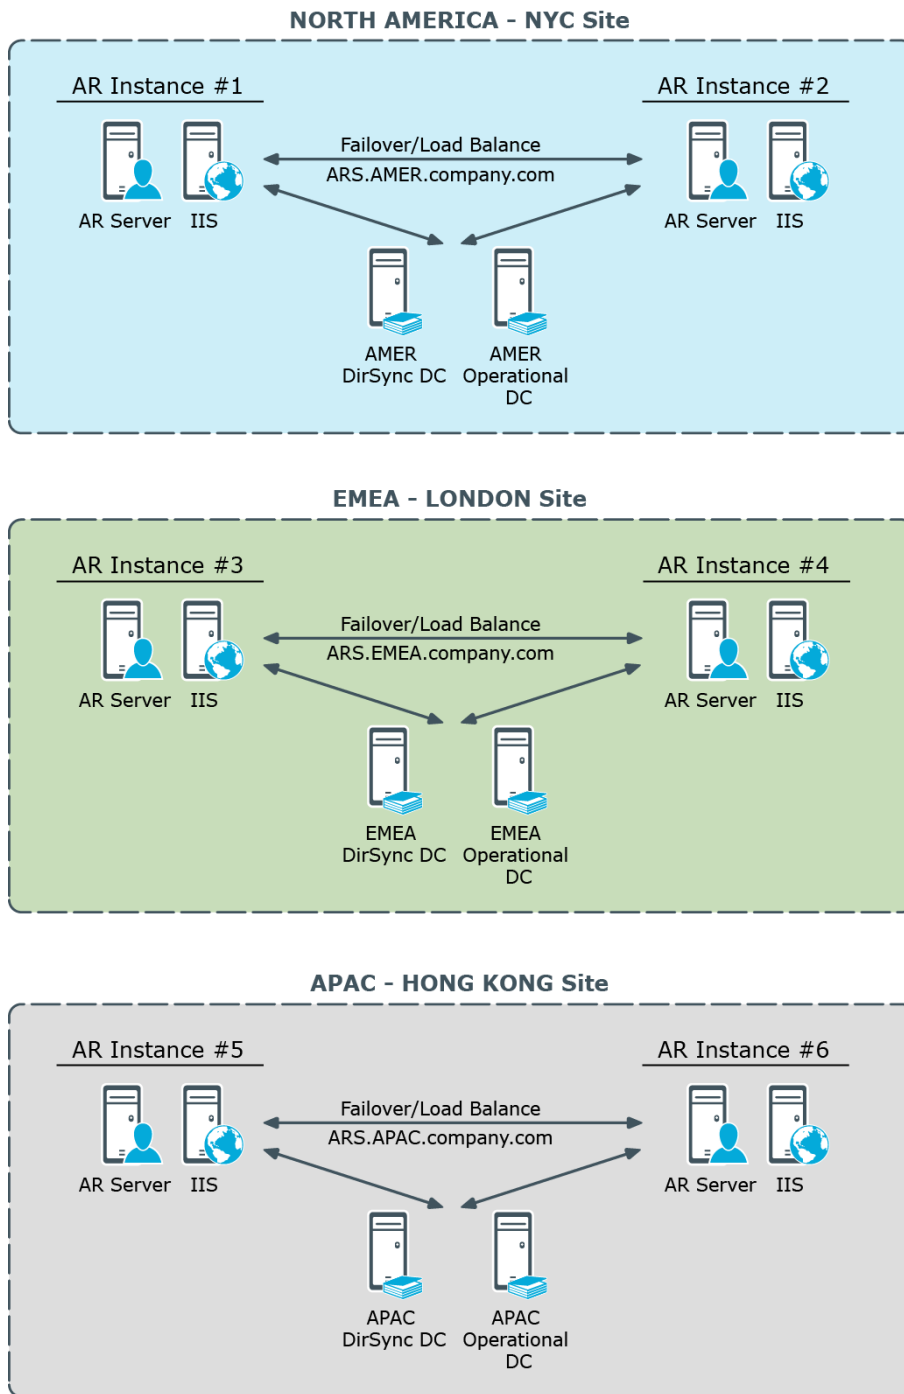 NORTH AMERICA – NYC Site
AR Instance #1
AR Instance #2
Failover/Load Balance
ARS.AMER.company.com
AR Server
IIS
AR Server
IIS
AMER
DirSync DC
AMER
Operational
DC
EMEA – LONDON Site
AR Instance #3
AR Instance #4
Failover/Load Balance
ARS.EMEA.company.com
AR Server
IIS
AR Server
IIS
EMEA
DirSync DC
EMEA
Operational
DC
APAC – HONG KONG Site
AR Instance #5
AR Instance #6
Failover/Load Balance
ARS.APAC.company.com
AR Server
IIS
AR Server
IIS
APAC
DirSync DC
APAC
Operational
DC